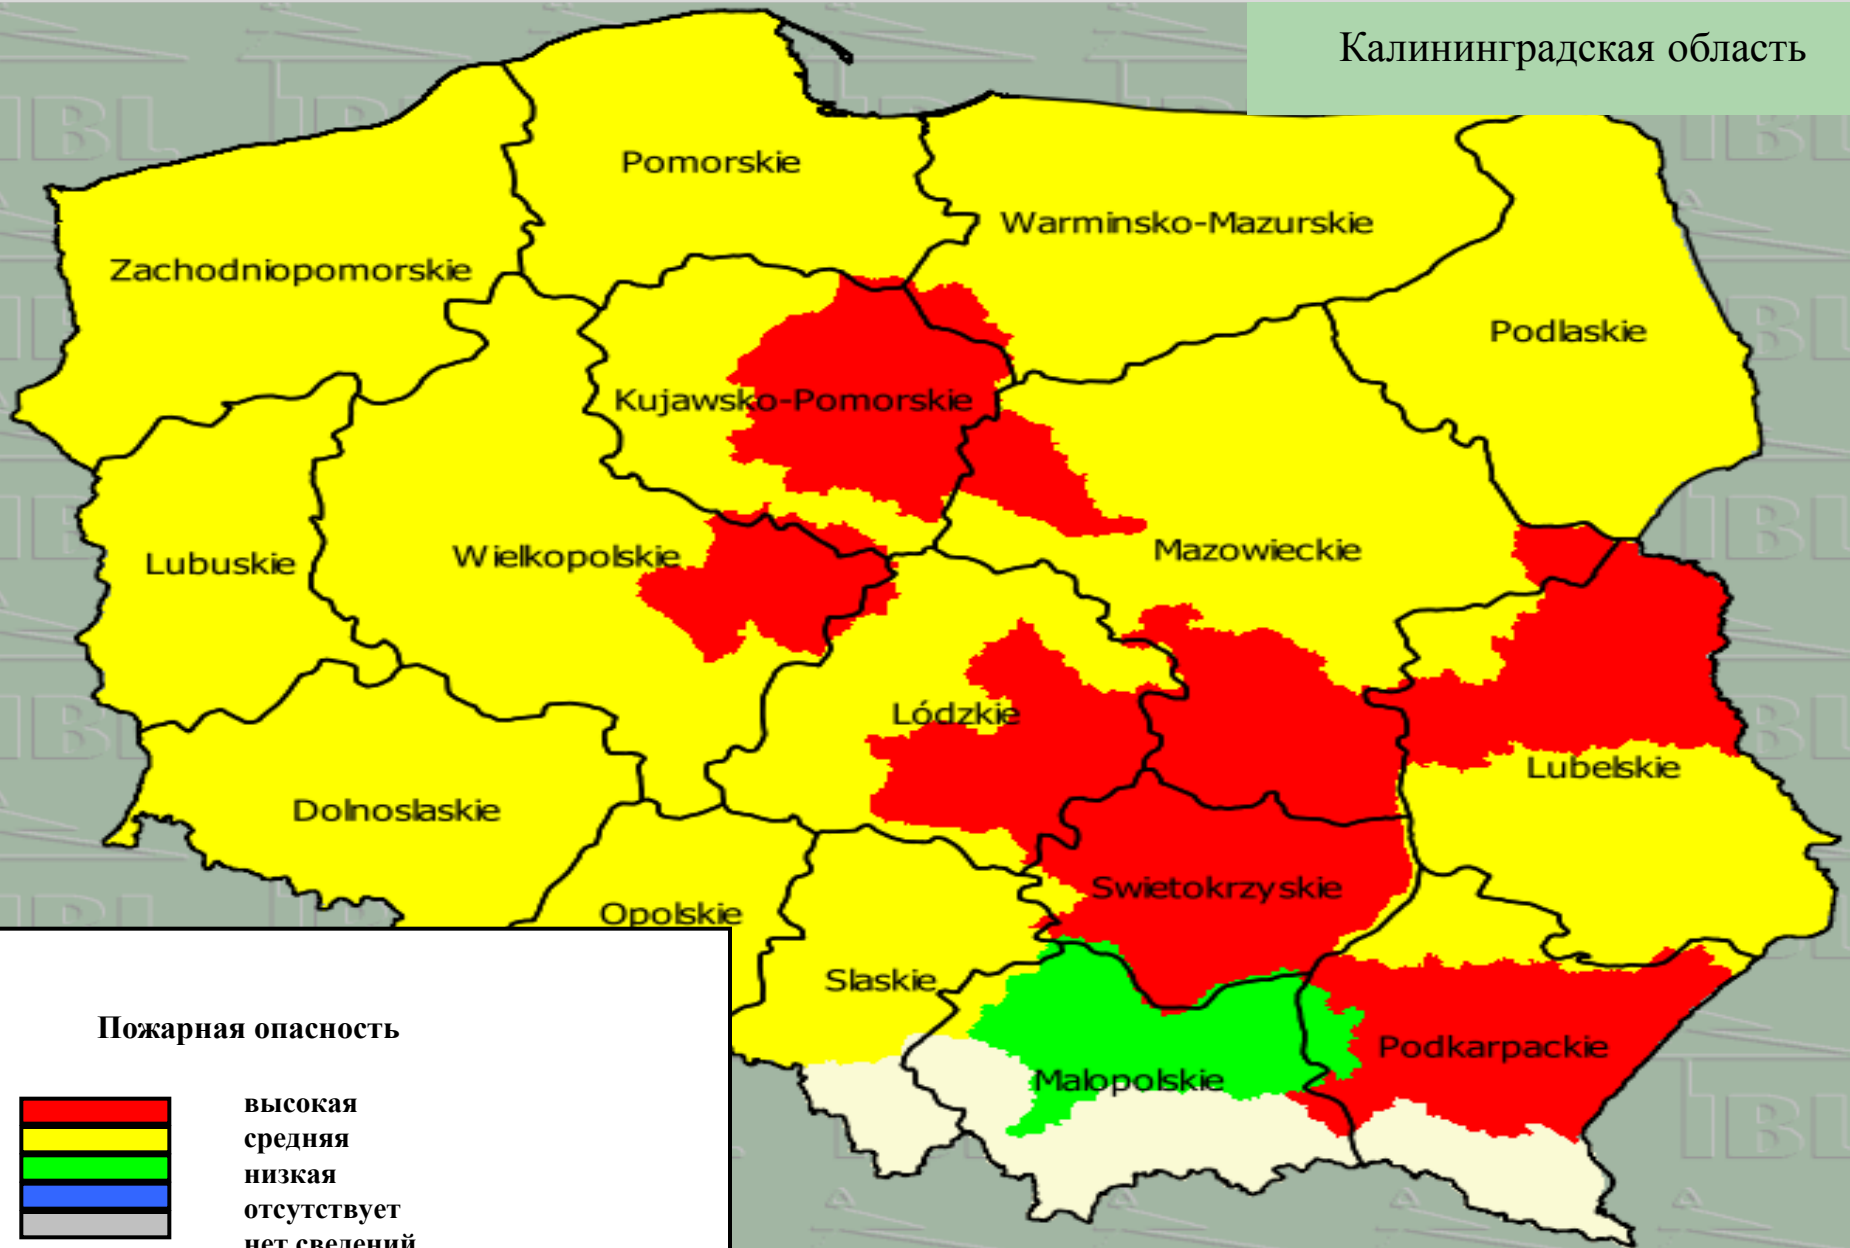 Калининградская область
Pomorskie
Warminsko-Mazurskie
Zachodniopomorskie
Podlaskie
Kujawsko-Pomorskie
Mazowieckie
Wielkopolskie
Lubuskie
Lódzkie
Lubelskie
Dolnoslaskie
Swietokrzyskie
Opolskie
Slaskie
Podkarpackie
Malopolskie
Пожарная опасность
высокая
средняя
низкая
отсутствует
нет сведений
IBL